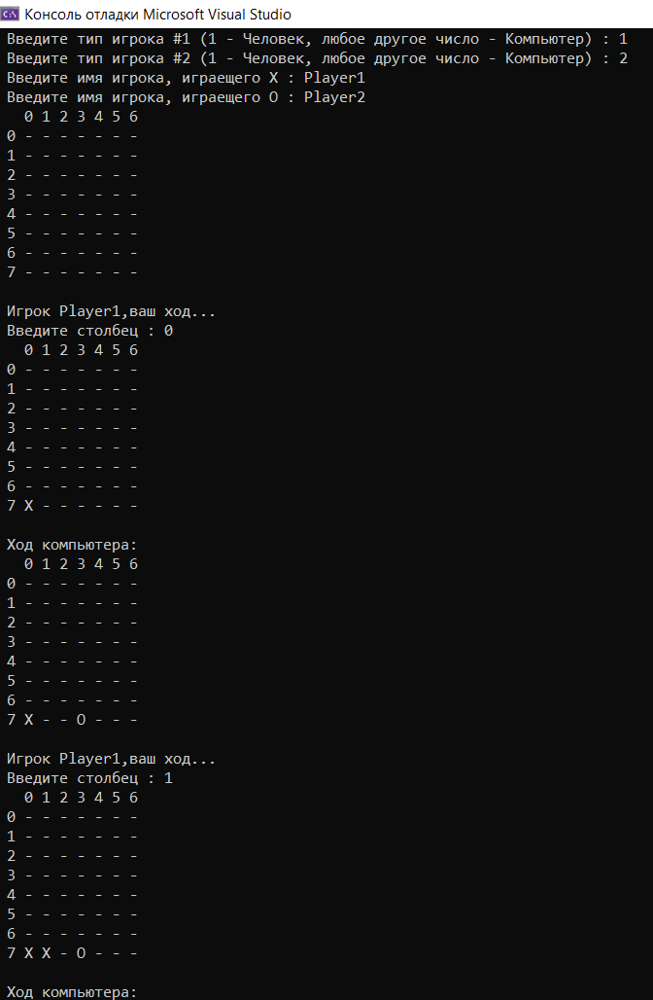 Консоль отладки Microsoft Visual Studio
Введите тип игрока #1 (1 - Человек, любое другое число - Компьютер) : 1
Введите тип игрока #2 (1 - Человек, любое другое число - Компьютер) : 2
Введите имя игрока, играещего X : Player1
Введите имя игрока, играещего O : Player2
  0 1 2 3 4 5 6
0 - - - - - - -
1 - - - - - - -
2 - - - - - - -
3 - - - - - - -
4 - - - - - - -
5 - - - - - - -
6 - - - - - - -
7 - - - - - - -
Игрок Player1,ваш ход...
Введите столбец : 0
  0 1 2 3 4 5 6
0 - - - - - - -
1 - - - - - - -
2 - - - - - - -
3 - - - - - - -
4 - - - - - - -
5 - - - - - - -
6 - - - - - - -
7 X - - - - - -
Ход компьютера:
  0 1 2 3 4 5 6
0 - - - - - - -
1 - - - - - - -
2 - - - - - - -
3 - - - - - - -
4 - - - - - - -
5 - - - - - - -
6 - - - - - - -
7 X - - O - - -
Игрок Player1,ваш ход...
Введите столбец : 1
  0 1 2 3 4 5 6
0 - - - - - - -
1 - - - - - - -
2 - - - - - - -
3 - - - - - - -
4 - - - - - - -
5 - - - - - - -
6 - - - - - - -
7 X X - O - - -
Ход компьютера: